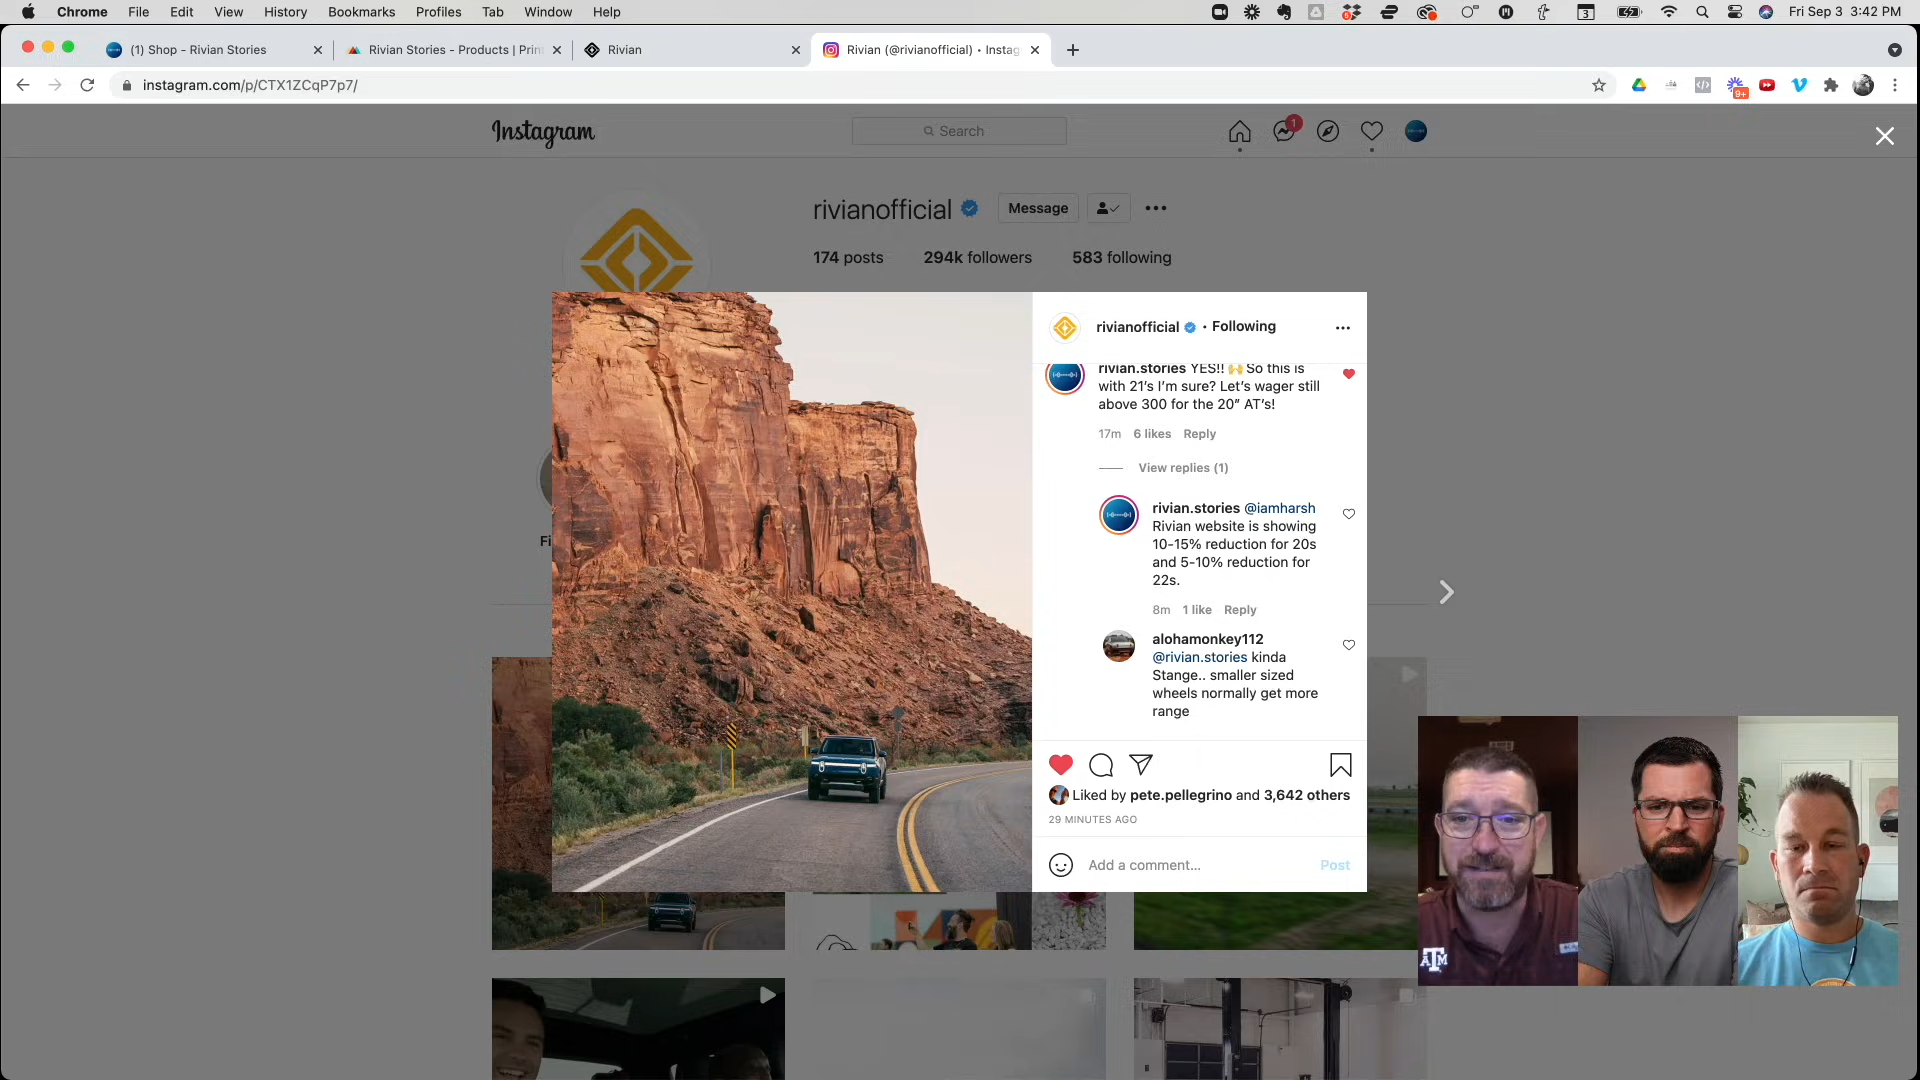 Chrome File Edit View History Bookmarks Profiles Tab Window Help
3
Fri Sep 3 3:42 PM
(1) Shop - Rivian Stories
Rivian Stories - Products | Prin
Rivian
Rivian (@rivianofficial) • Instag
instagram.com/p/CTX1ZCqP7p7/
9+
Instagram
Search
1
rivianofficial
Message
174 posts 294k followers 583 following
Fi
rivianofficial • Following
rivian.stories YES!! 🙌 So this is
with 21's I'm sure? Let's wager still
above 300 for the 20” AT's!
17m 6 likes Reply
View replies (1)
rivian.stories @iamharsh
Rivian website is showing
10-15% reduction for 20s
and 5-10% reduction for
22s.
8m 1 like Reply
alohamonkey112
@rivian.stories kinda
Stange.. smaller sized
wheels normally get more
range
Liked by pete.pellegrino and 3,642 others
29 MINUTES AGO
Add a comment...
Post
ATM